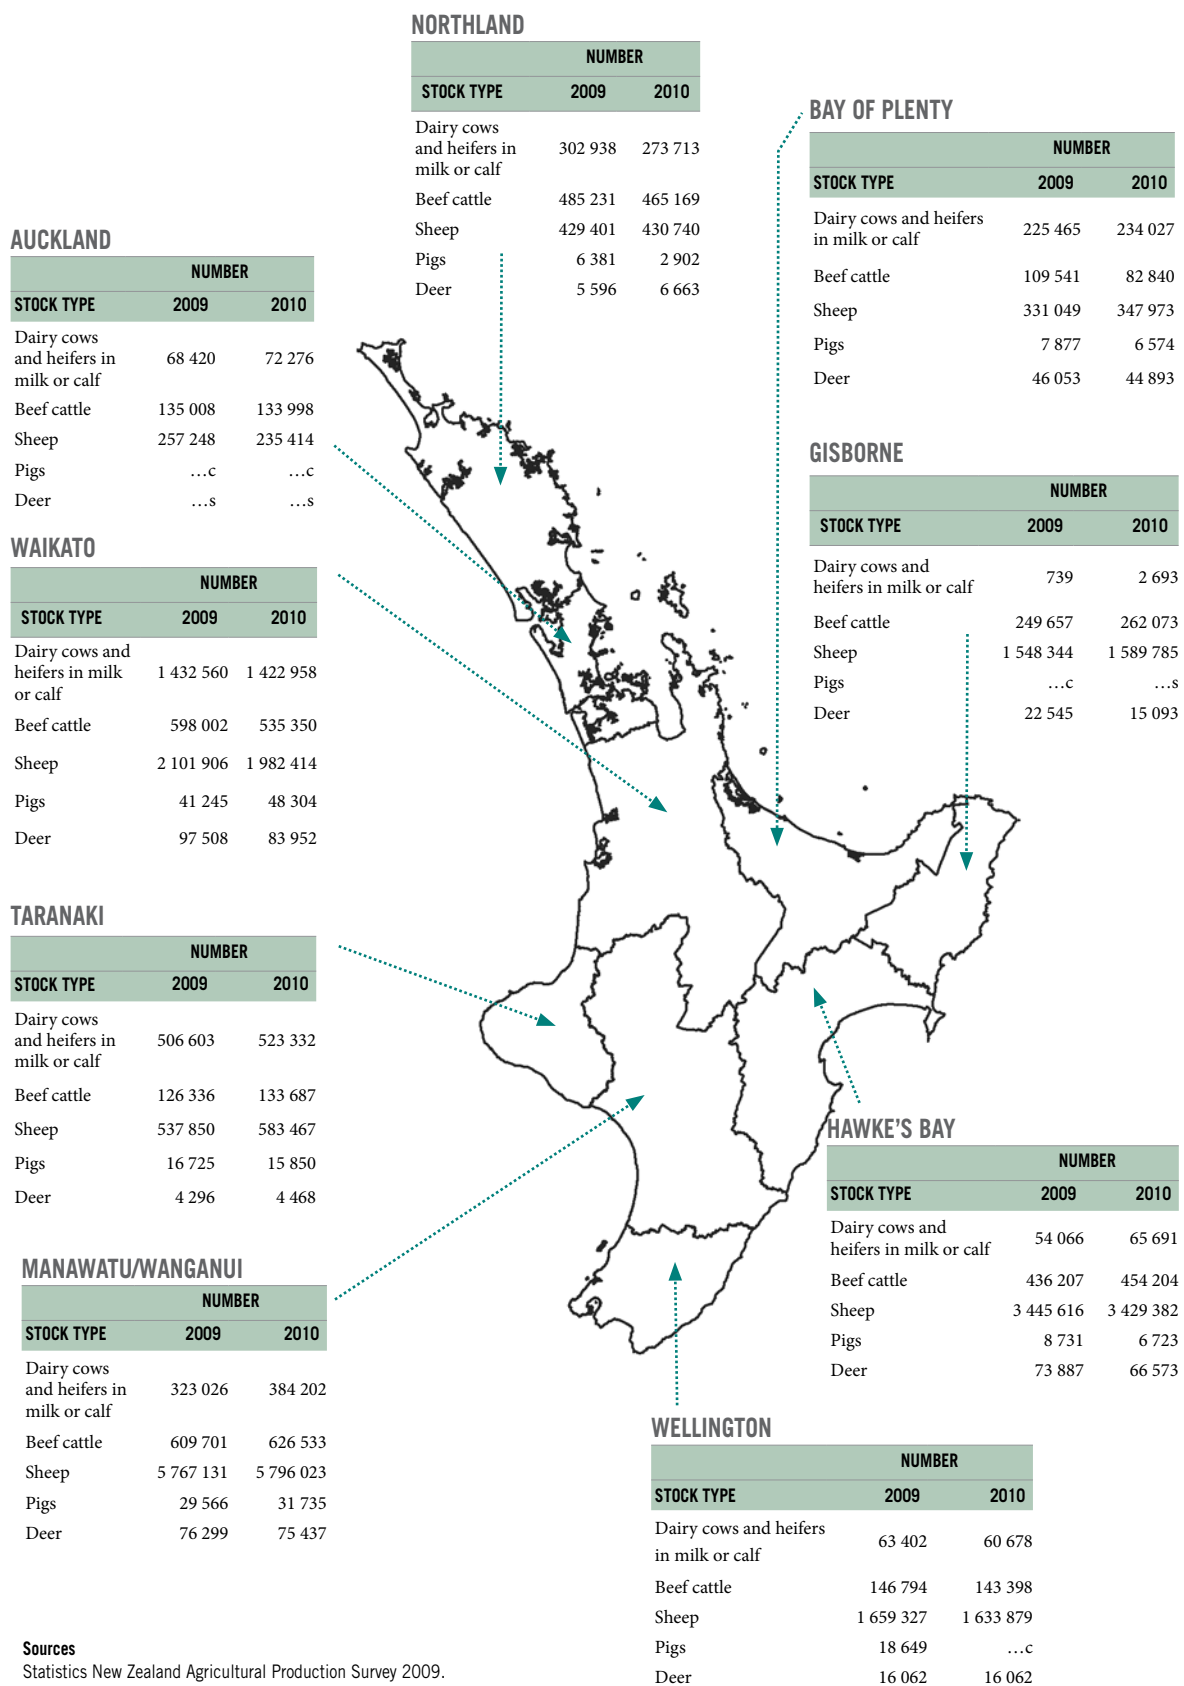 NORTHLAND
NUMBER
STOCK TYPE 2009 2010
Dairy cows
and heifers in 302 938 273 713
milk or calf
Beef cattle 485 231 465 169
Sheep 429 401 430 740
Pigs 6 381 2 902
Deer 5 596 6 663
BAY OF PLENTY
NUMBER
STOCK TYPE 2009 2010
Dairy cows and heifers
in milk or calf 225 465 234 027
Beef cattle 109 541 82 840
Sheep 331 049 347 973
Pigs 7 877 6 574
Deer 46 053 44 893
AUCKLAND
NUMBER
STOCK TYPE 2009 2010
Dairy cows
and heifers in 68 420 72 276
milk or calf
Beef cattle 135 008 133 998
Sheep 257 248 235 414
Pigs …c …c
Deer …s …s
GISBORNE
NUMBER
STOCK TYPE 2009 2010
Dairy cows and
heifers in milk or calf 739 2 693
Beef cattle 249 657 262 073
Sheep 1 548 344 1 589 785
Pigs …c …s
Deer 22 545 15 093
WAIKATO
NUMBER
STOCK TYPE 2009 2010
Dairy cows and
heifers in milk 1 432 560 1 422 958
or calf
Beef cattle 598 002 535 350
Sheep 2 101 906 1 982 414
Pigs 41 245 48 304
Deer 97 508 83 952
TARANAKI
NUMBER
STOCK TYPE 2009 2010
Dairy cows
and heifers in 506 603 523 332
milk or calf
Beef cattle 126 336 133 687
Sheep 537 850 583 467
Pigs 16 725 15 850
Deer 4 296 4 468
HAWKE'S BAY
NUMBER
STOCK TYPE 2009 2010
Dairy cows and
heifers in milk or calf 54 066 65 691
Beef cattle 436 207 454 204
Sheep 3 445 616 3 429 382
Pigs 8 731 6 723
Deer 73 887 66 573
MANAWATU/WANGANUI
NUMBER
STOCK TYPE 2009 2010
Dairy cows
and heifers in 323 026 384 202
milk or calf
Beef cattle 609 701 626 533
Sheep 5 767 131 5 796 023
Pigs 29 566 31 735
Deer 76 299 75 437
WELLINGTON
NUMBER
STOCK TYPE 2009 2010
Dairy cows and heifers
in milk or calf 63 402 60 678
Beef cattle 146 794 143 398
Sheep 1 659 327 1 633 879
Pigs 18 649 …c
Deer 16 062 16 062
Sources
Statistics New Zealand Agricultural Production Survey 2009.